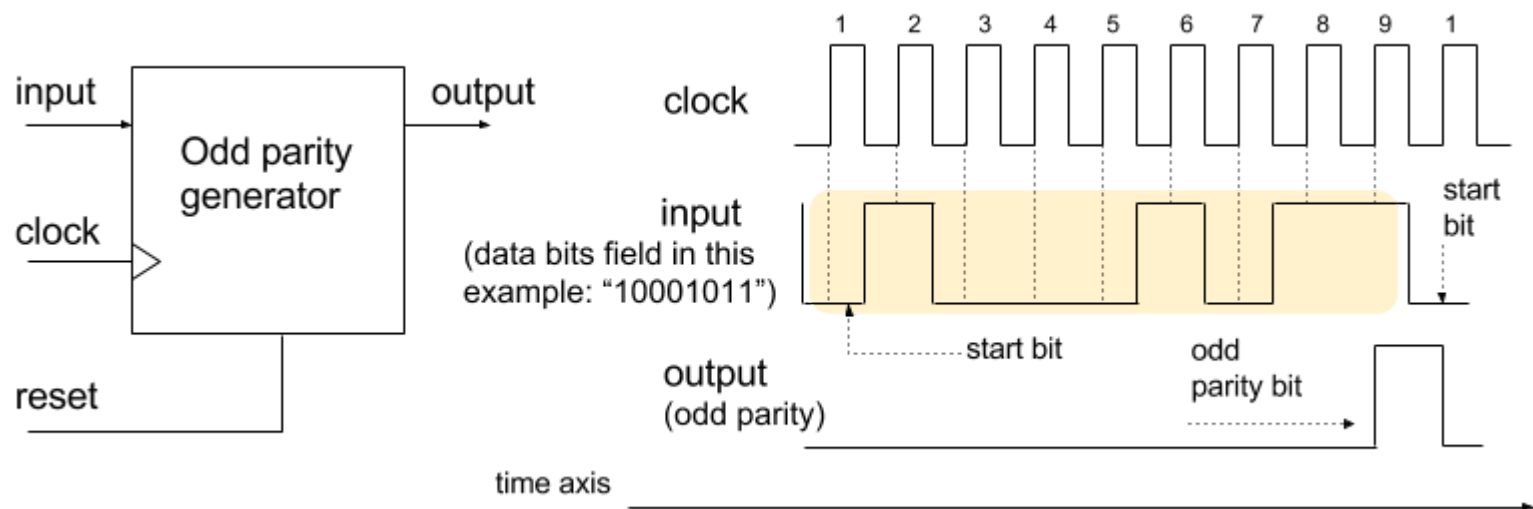 input
output
Odd parity
generator
clock
reset
1 2 3 4 5 6 7 8 9 1
clock
input
(data bits field in this
example: “10001011”)
start
bit
start bit
output
(odd parity)
odd
parity bit
time axis